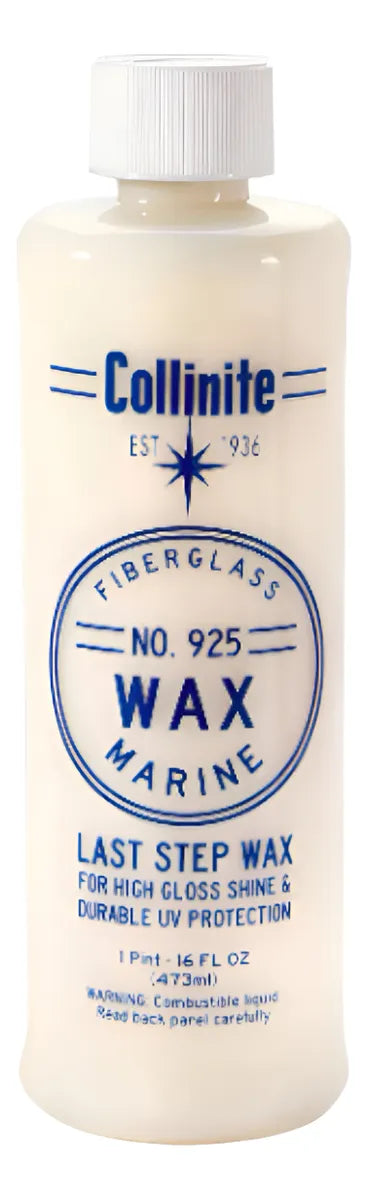 Collinite
EST 1936
FIBERGLASS
NO. 925
WAX
MARINE
LAST STEP WAX
FOR HIGH GLOSS SHINE &
DURABLE UV PROTECTION
1 Pint - 16 FL OZ
(473ml)
WARNING: Combustible liquid
Read back panel carefully